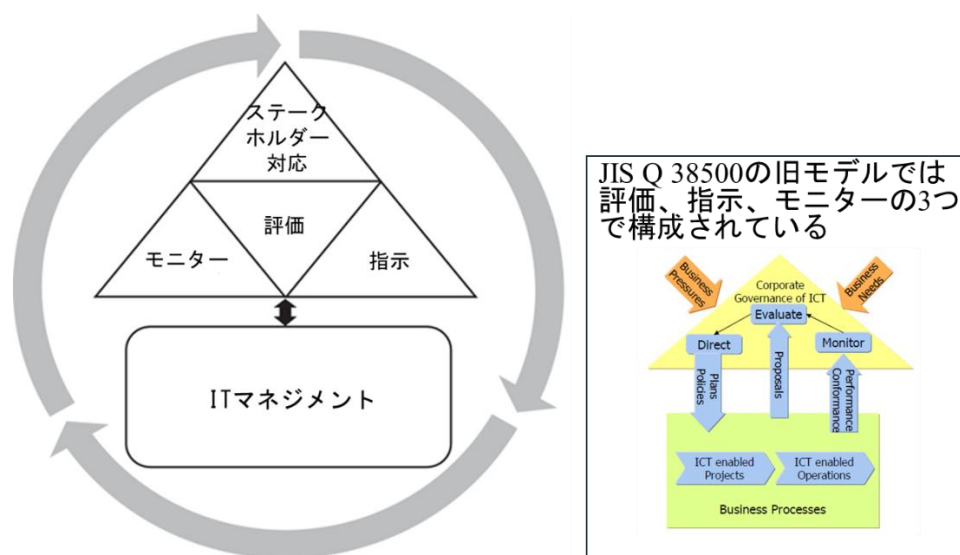 ステーク
ホルダー
対応
評価
モニター
指示
ITマネジメント
JIS Q 38500の旧モデルでは
評価、指示、モニターの3つ
で構成されている
Business
Pressures
Business
Needs
Corporate
Governance of ICT
Evaluate
Direct
Monitor
Plans
Policies
Proposals
Performance
Conformance
ICT enabled
Projects
ICT enabled
Operations
Business Processes